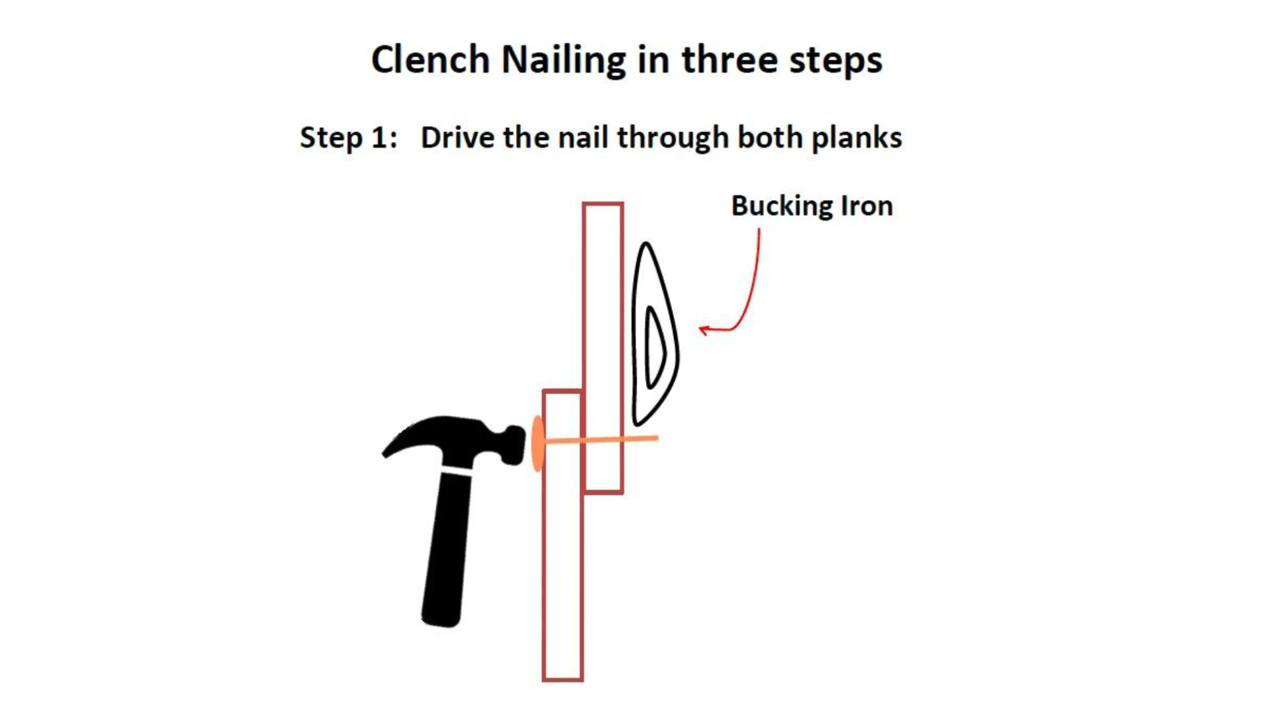 Clench Nailing in three steps
Step 1: Drive the nail through both planks
Bucking Iron